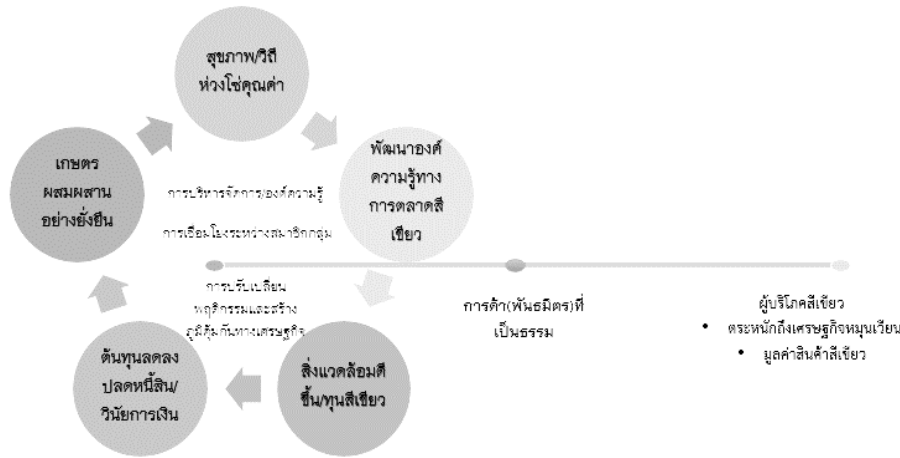 สุขภาพ/วิถี
ห่วงโซ่คุณค่า
พัฒนาองค์
ความรู้ทาง
การตลาดสี
เขียว
เกษตร
ผสมผสาน
อย่างยั่งยืน
การบริหารจัดการ/องค์ความรู้
การเชื่อมโยงระหว่างสมาชิกกลุ่ม
การปรับเปลี่ยน
พฤติกรรมและสร้าง
ภูมิคุ้มกันทางเศรษฐกิจ
การค้า(พันธมิตร)ที่
เป็นธรรม
ผู้บริโภคสีเขียว
• ตระหนักถึงเศรษฐกิจหมุนเวียน
• มูลค่าสินค้าสีเขียว
ต้นทุนลดลง
ปลดหนี้สิน/
วินัยการเงิน
สิ่งแวดล้อมดี
ขึ้น/ทุนสีเขียว